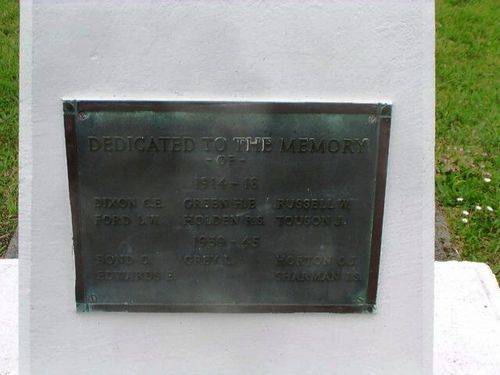 DEDICATED TO THE MEMORY
- OF -
1914 - 18
DIXON C.E. GREEN H.E. RUSSELL W.
FORD L.W. HOLDEN R.S. TOUSON J.
1939 - 45
BOND G. GREY L. HORTON O.J.
EDWARDS E. SHARMAN